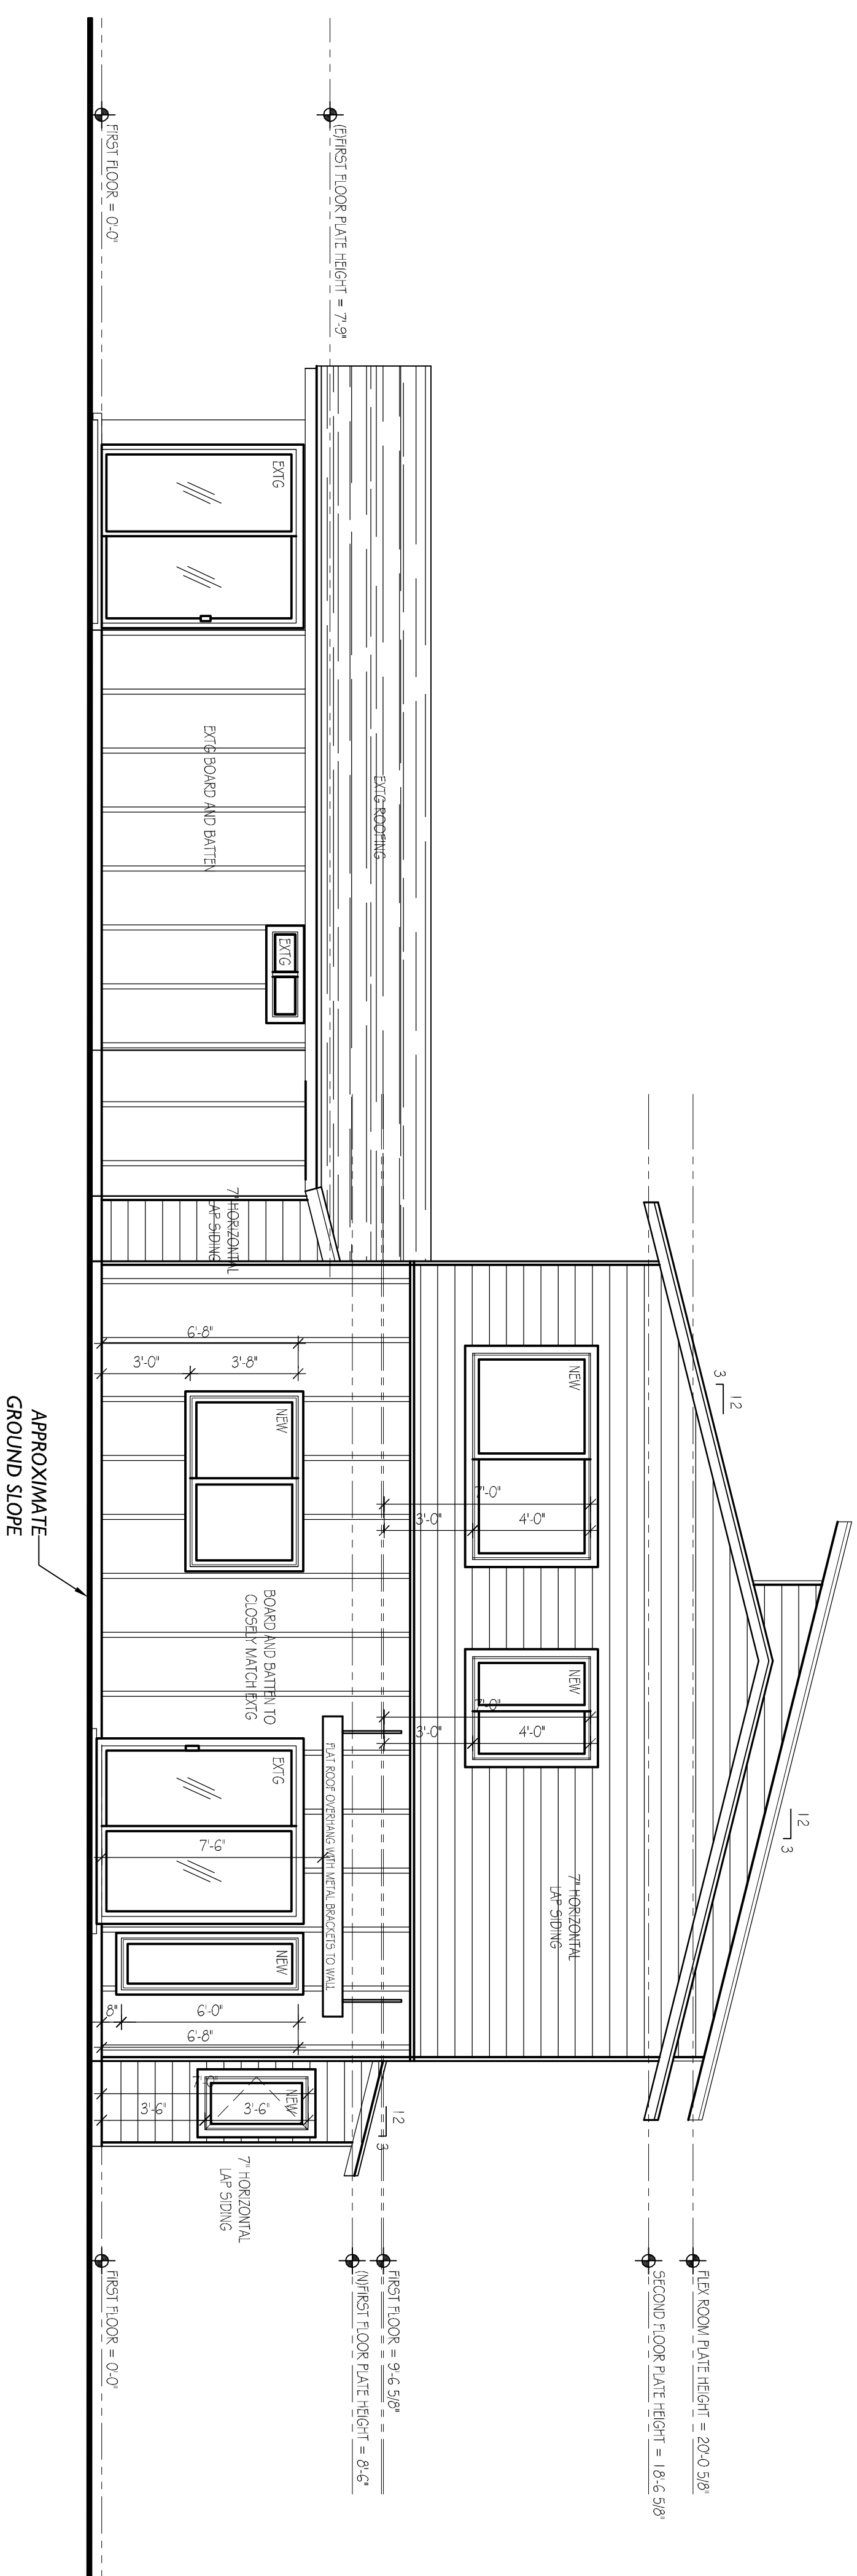 (E)FIRST FLOOR PLATE HEIGHT = 7'-9"
FIRST FLOOR = 0'-0"
EXTG
EXTG BOARD AND BATTEN
EXTG ROOFING
EXTG
7" HORIZONTAL
LAP SIDING
6'-8"
3'-0"
3'-8"
NEW
NEW
7'-0"
3'-0"
4'-0"
12
3
NEW
7'-0"
3'-0"
4'-0"
BOARD AND BATTEN TO
CLOSELY MATCH EXTG
FLAT ROOF OVERHANG WITH METAL BRACKETS TO WALL
EXTG
7'-6"
NEW
8"
6'-0"
6'-8"
12
3
7" HORIZONTAL
LAP SIDING
7'-0"
3'-6"
3'-6"
NEW
12
3
7" HORIZONTAL
LAP SIDING
FLEX ROOM PLATE HEIGHT = 20'-0 5/8"
SECOND FLOOR PLATE HEIGHT = 18'-6 5/8"
FIRST FLOOR = 9'-6 5/8"
(N)FIRST FLOOR PLATE HEIGHT = 8'-6"
FIRST FLOOR = 0'-0"
APPROXIMATE
GROUND SLOPE